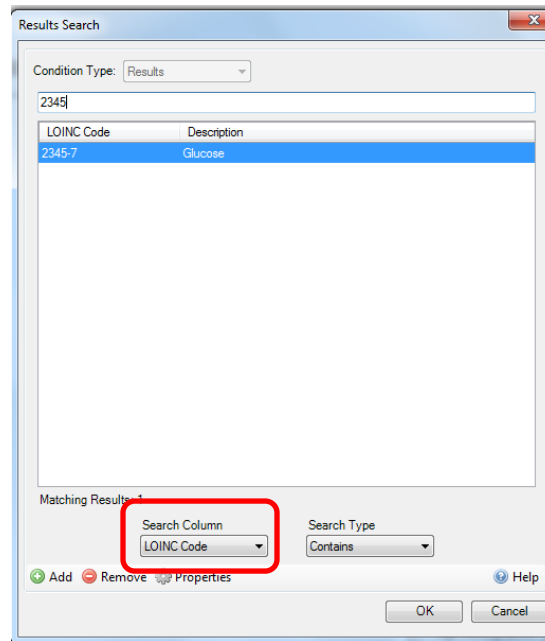 Results Search
Condition Type: Results
2345
LOINC Code Description
2345-7 Glucose
Matching Results: 1
Search Column Search Type
LOINC Code Contains
Add Remove Properties Help
OK Cancel